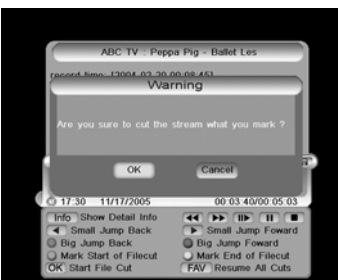 ABC TV : Peppa Pig - Ballet Les
record time: [2004-02-20 00:08:45]
Warning
Are you sure to cut the stream what you mark ?
OK Cancel
17:30 11/17/2005 00:03:40/00:05:03
Info Show Detail Info
Small Jump Back Small Jump Foward
Big Jump Back Big Jump Foward
Mark Start of Filecut Mark End of Filecut
OK Start File Cut FAV Resume All Cuts